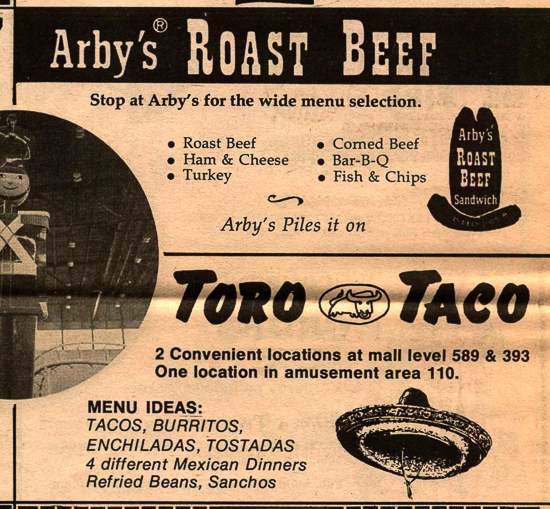 Arby's® ROAST BEEF
Stop at Arby's for the wide menu selection.
• Roast Beef
• Ham & Cheese
• Turkey
• Corned Beef
• Bar-B-Q
• Fish & Chips
Arby's
ROAST
BEEF
Sandwich
Arby's Piles it on
TORO TACO
2 Convenient locations at mall level 589 & 393
One location in amusement area 110.
MENU IDEAS:
TACOS, BURRITOS,
ENCHILADAS, TOSTADAS
4 different Mexican Dinners
Refried Beans, Sanchos